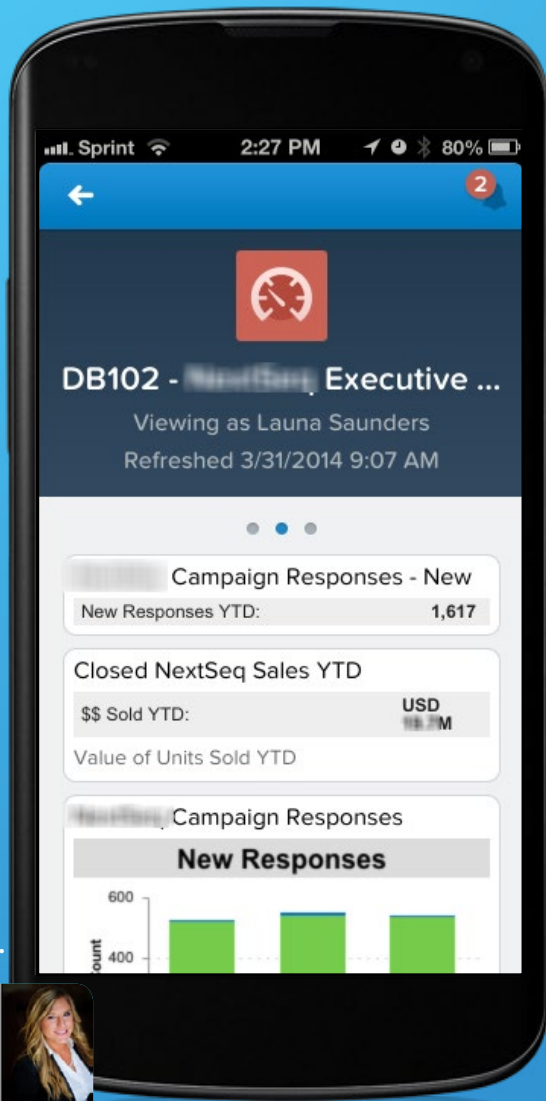 Sprint 2:27 PM 80%
2
DB102 - Executive ...
Viewing as Launa Saunders
Refreshed 3/31/2014 9:07 AM
Campaign Responses - New
New Responses YTD: 1,617
Closed NextSeq Sales YTD
$$ Sold YTD: USD
M
Value of Units Sold YTD
Campaign Responses
New Responses
600
400